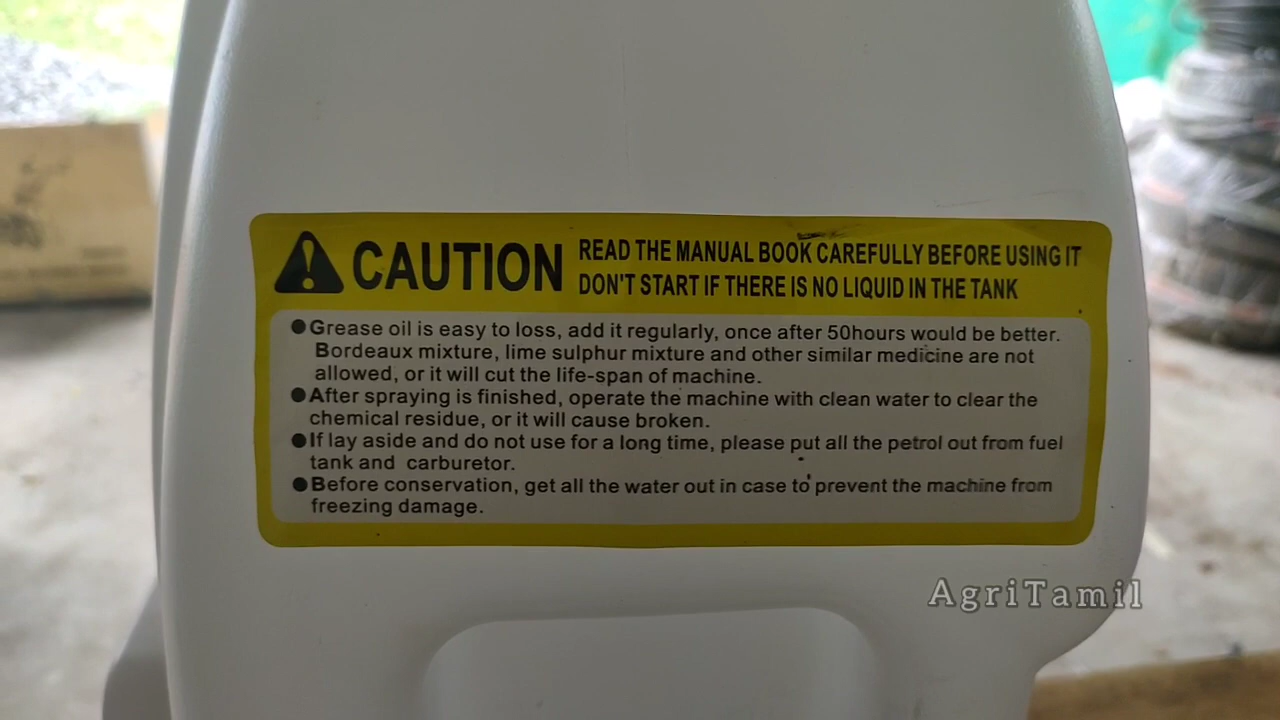 CAUTION
READ THE MANUAL BOOK CAREFULLY BEFORE USING IT
DON'T START IF THERE IS NO LIQUID IN THE TANK
●Grease oil is easy to loss, add it regularly, once after 50hours would be better.
Bordeaux mixture, lime sulphur mixture and other similar medicine are not
allowed, or it will cut the life-span of machine.
●After spraying is finished, operate the machine with clean water to clear the
chemical residue, or it will cause broken.
●If lay aside and do not use for a long time, please put all the petrol out from fuel
tank and carburetor.
●Before conservation, get all the water out in case to prevent the machine from
freezing damage.
AgriTamil